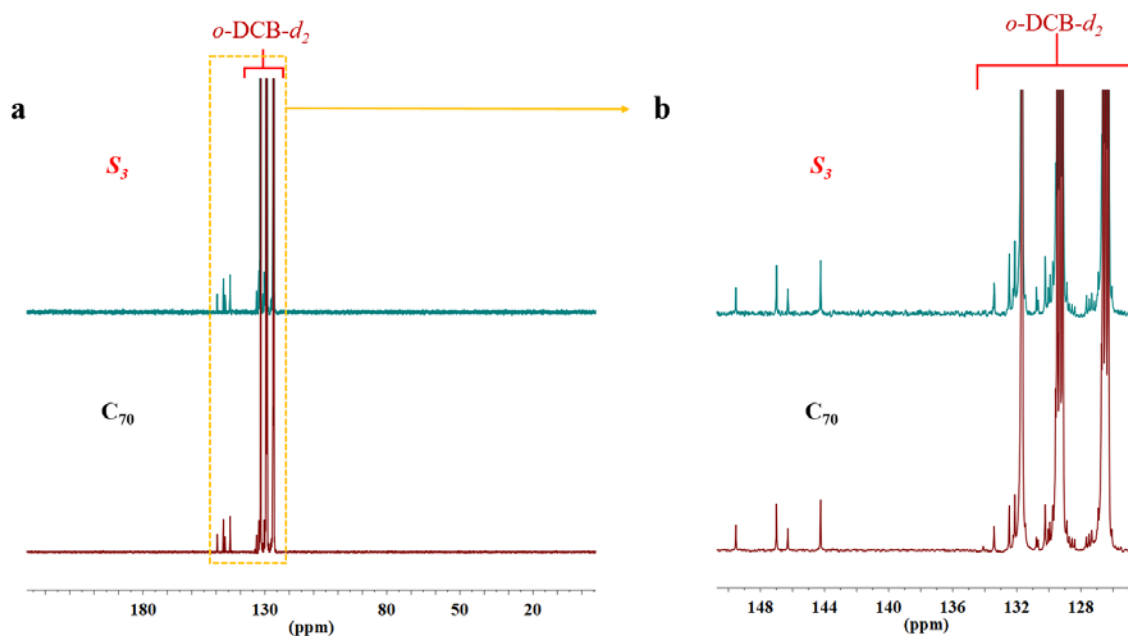 o-DCB-d₂
a
S₃
C₇₀
180 130 80 50 20
(ppm)
o-DCB-d₂
b
S₃
C₇₀
148 144 140 136 132 128
(ppm)